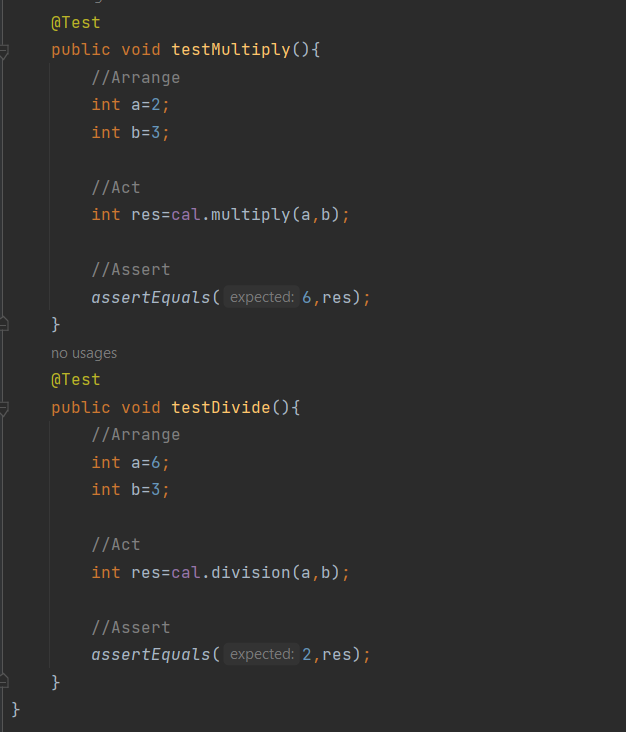 @Test
public void testMultiply(){
//Arrange
int a=2;
int b=3;
//Act
int res=cal.multiply(a,b);
//Assert
assertEquals( expected: 6,res);
}
no usages
@Test
public void testDivide(){
//Arrange
int a=6;
int b=3;
//Act
int res=cal.division(a,b);
//Assert
assertEquals( expected: 2,res);
}
}